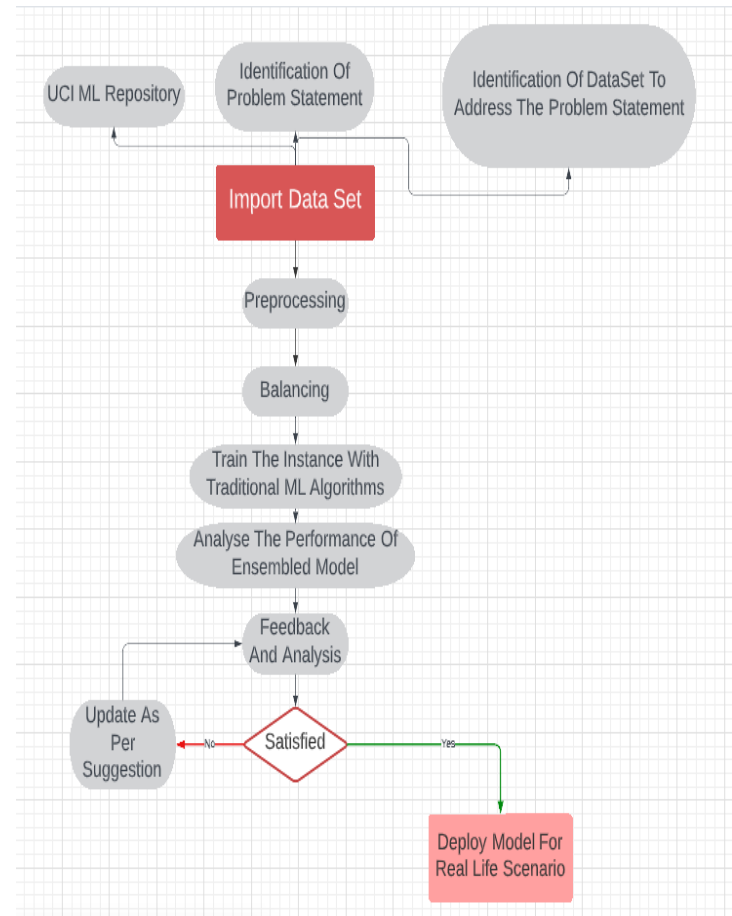 UCI ML Repository
Identification Of
Problem Statement
Identification Of DataSet To
Address The Problem Statement
Import Data Set
Preprocessing
Balancing
Train The Instance With
Traditional ML Algorithms
Analyse The Performance Of
Ensembled Model
Feedback
And Analysis
Update As
Per
Suggestion
No
Satisfied
Yes
Deploy Model For
Real Life Scenario